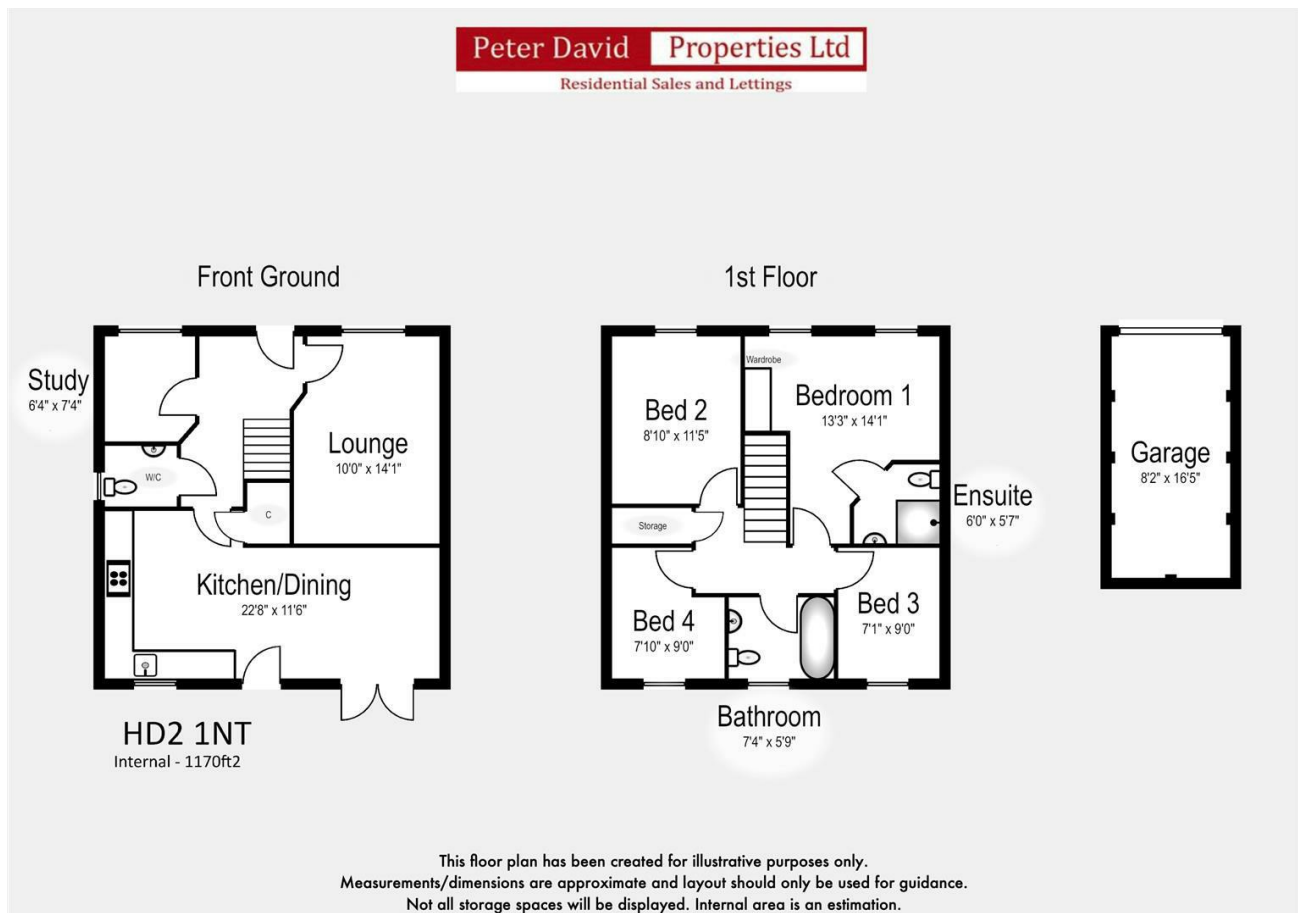 Peter David Properties Ltd
Residential Sales and Lettings
Front Ground
1st Floor
Study
6'4" x 7'4"
W/C
C
Lounge
10'0" x 14'1"
Kitchen/Dining
22'8" x 11'6"
HD2 1NT
Internal - 1170ft2
Wardrobe
Bed 2
8'10" x 11'5"
Bedroom 1
13'3" x 14'1"
Storage
Ensuite
6'0" x 5'7"
Bed 4
7'10" x 9'0"
Bed 3
7'1" x 9'0"
Bathroom
7'4" x 5'9"
Garage
8'2" x 16'5"
This floor plan has been created for illustrative purposes only.
Measurements/dimensions are approximate and layout should only be used for guidance.
Not all storage spaces will be displayed. Internal area is an estimation.